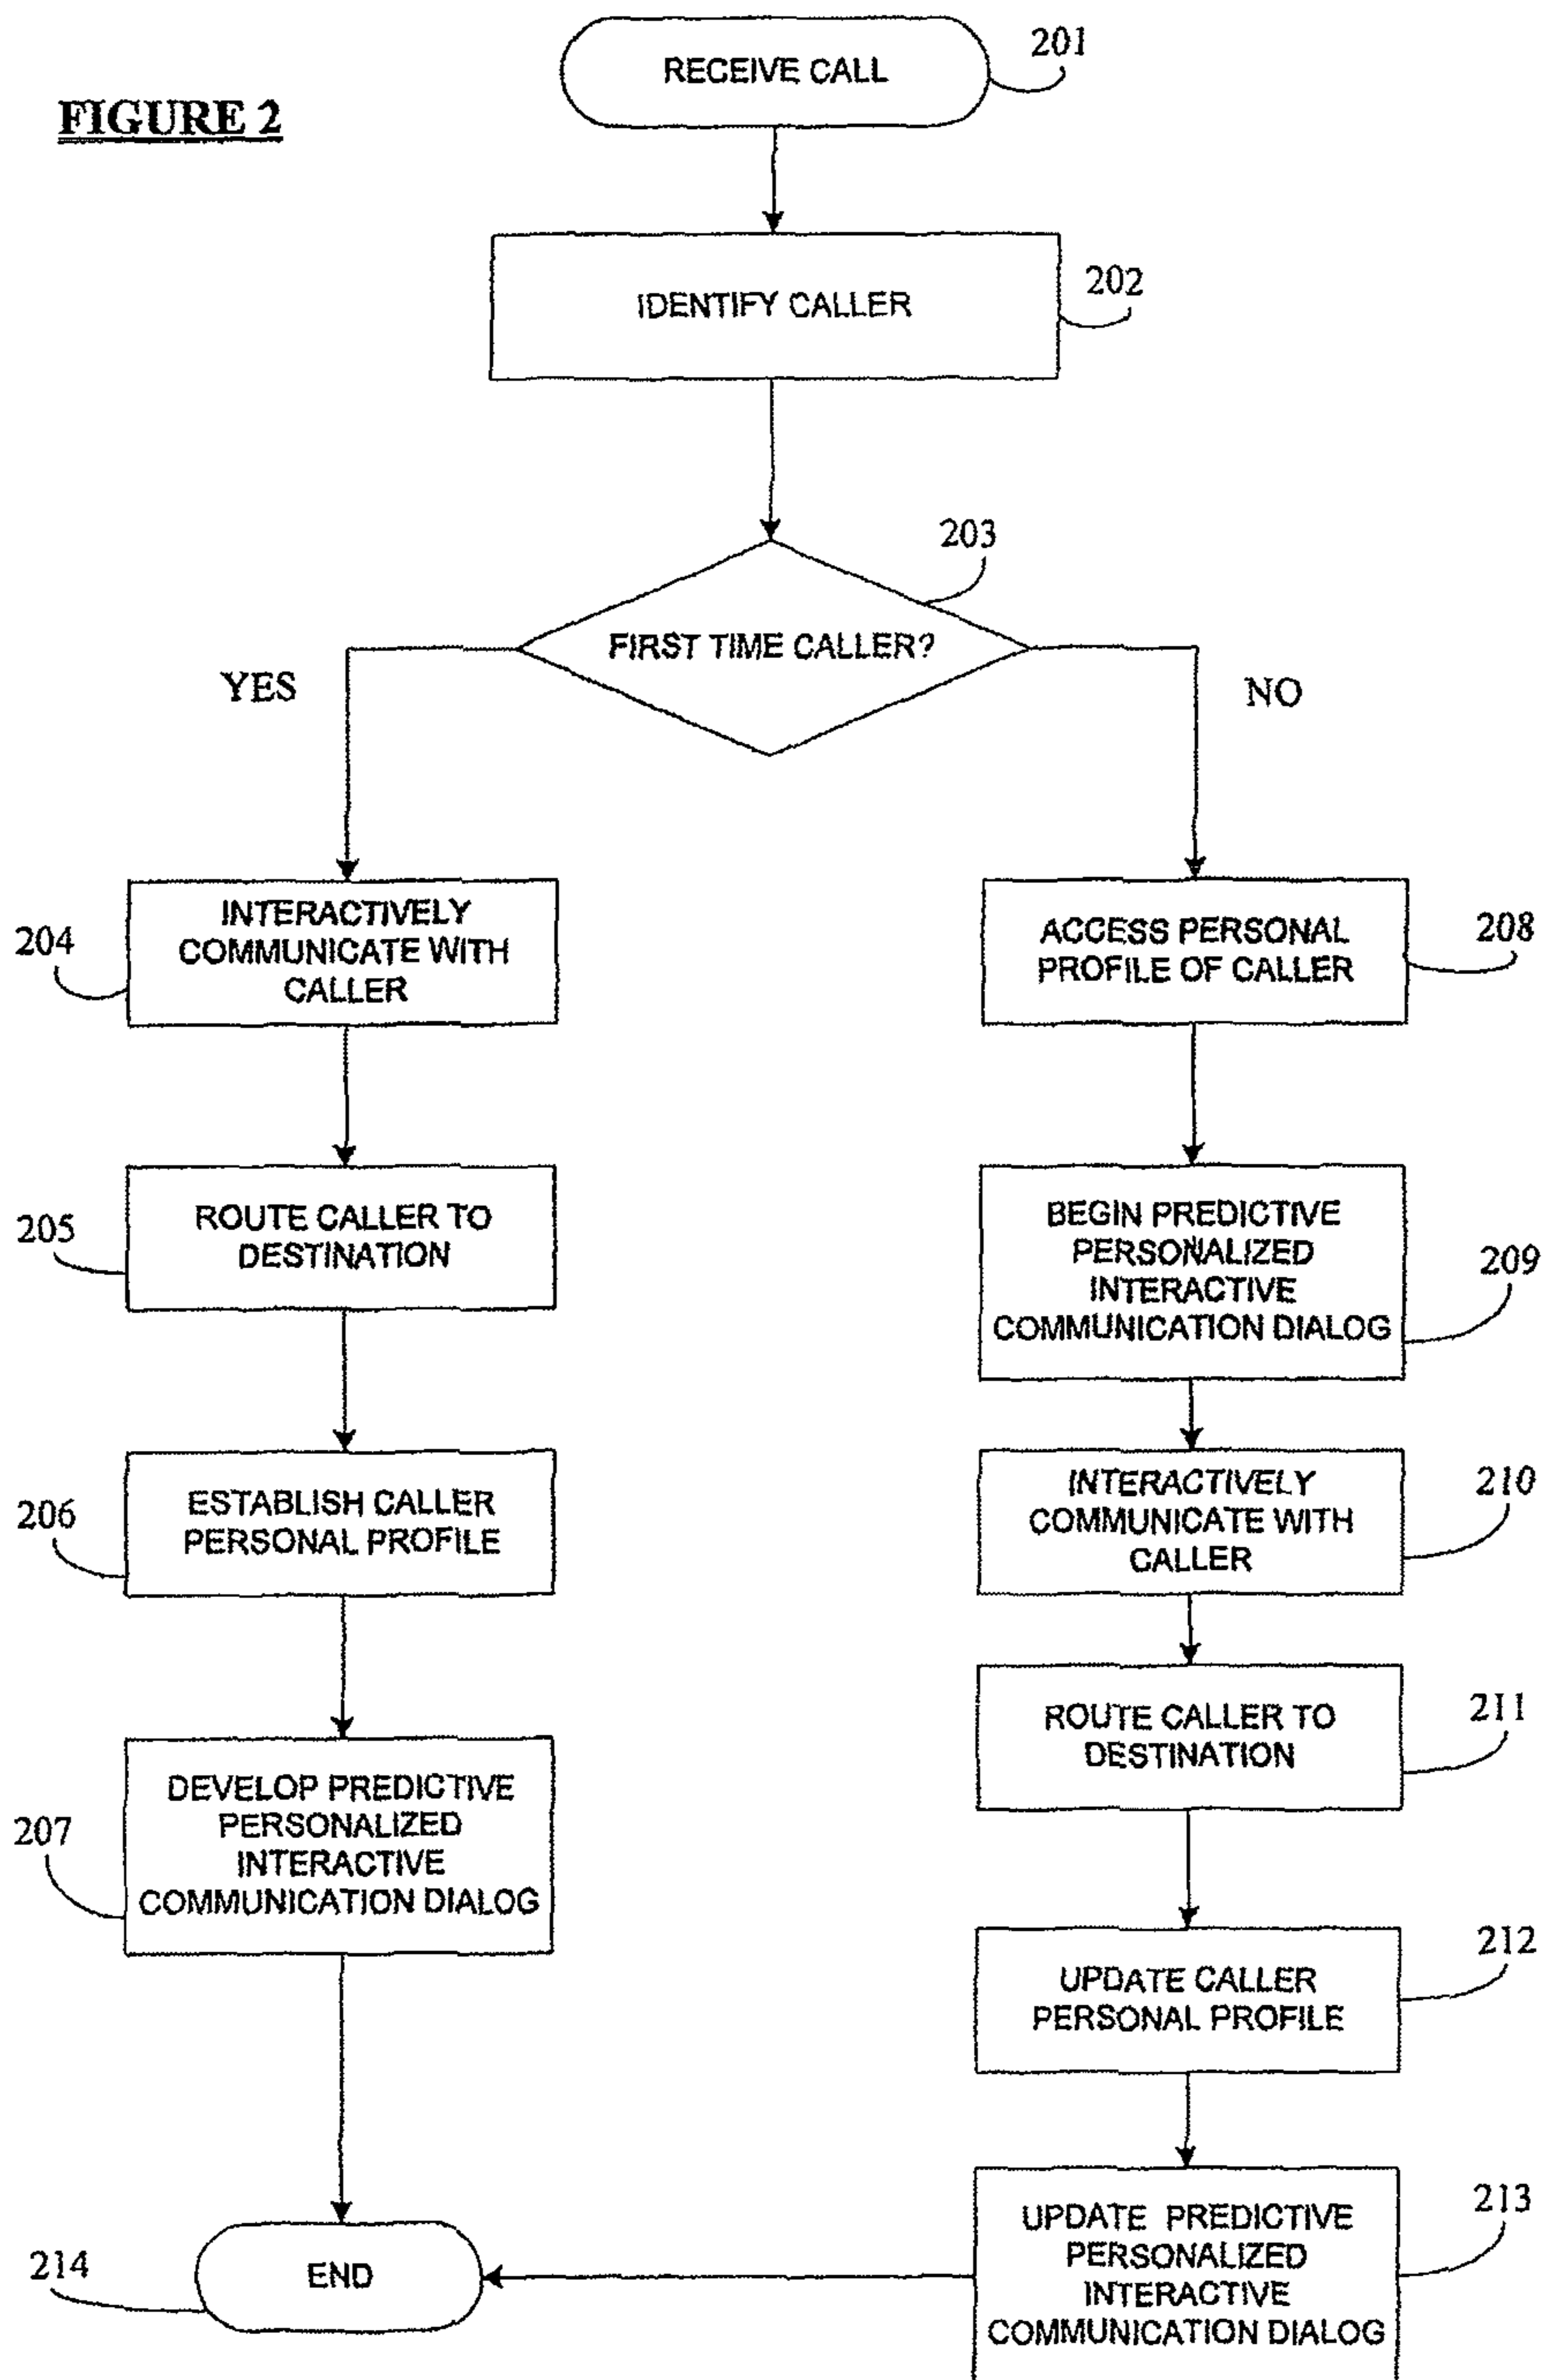 FIGURE 2
RECEIVE CALL
201
IDENTIFY CALLER
202
203
FIRST TIME CALLER?
YES
NO
204
INTERACTIVELY
COMMUNICATE WITH
CALLER
205
ROUTE CALLER TO
DESTINATION
206
ESTABLISH CALLER
PERSONAL PROFILE
207
DEVELOP PREDICTIVE
PERSONALIZED
INTERACTIVE
COMMUNICATION DIALOG
ACCESS PERSONAL
PROFILE OF CALLER
208
BEGIN PREDICTIVE
PERSONALIZED
INTERACTIVE
COMMUNICATION DIALOG
209
INTERACTIVELY
COMMUNICATE WITH
CALLER
210
ROUTE CALLER TO
DESTINATION
211
UPDATE CALLER
PERSONAL PROFILE
212
UPDATE PREDICTIVE
PERSONALIZED
INTERACTIVE
COMMUNICATION DIALOG
213
214
END